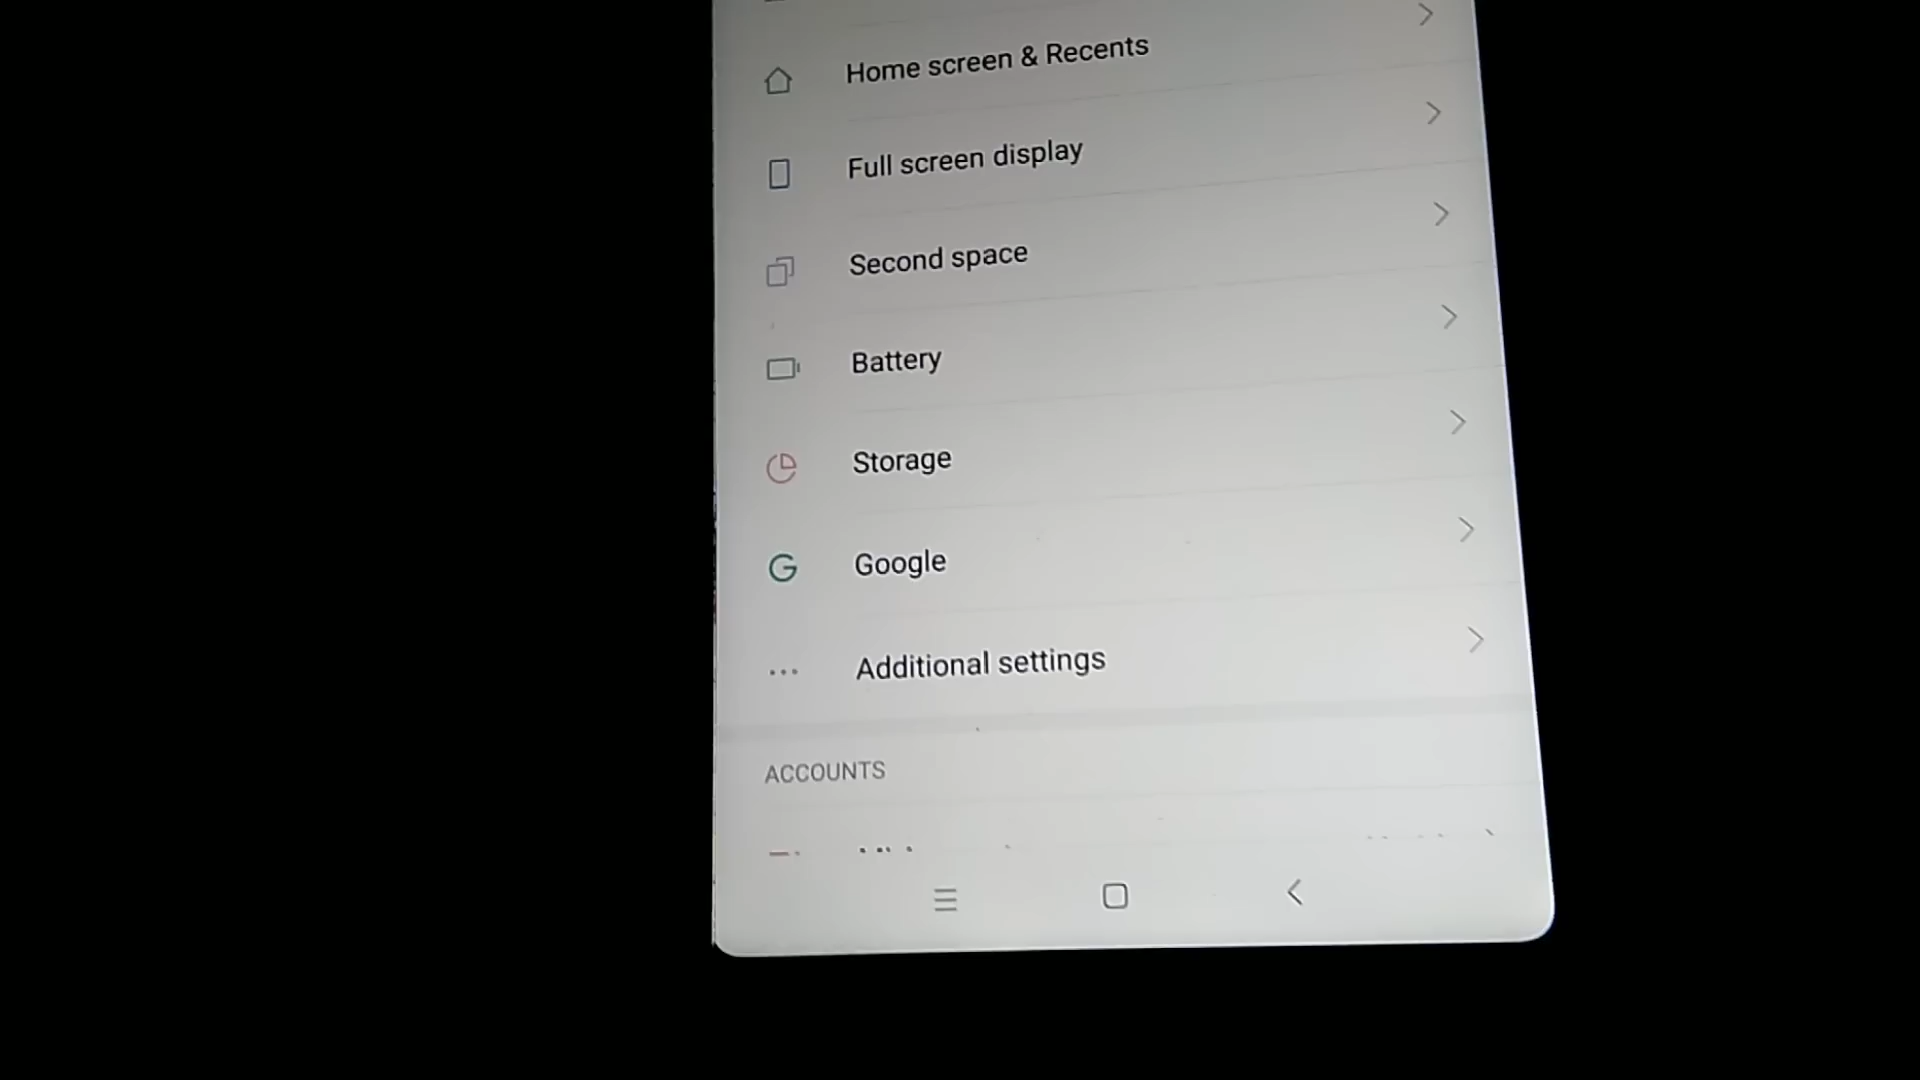 Home screen & Recents
Full screen display
Second space
Battery
Storage
Google
Additional settings
ACCOUNTS